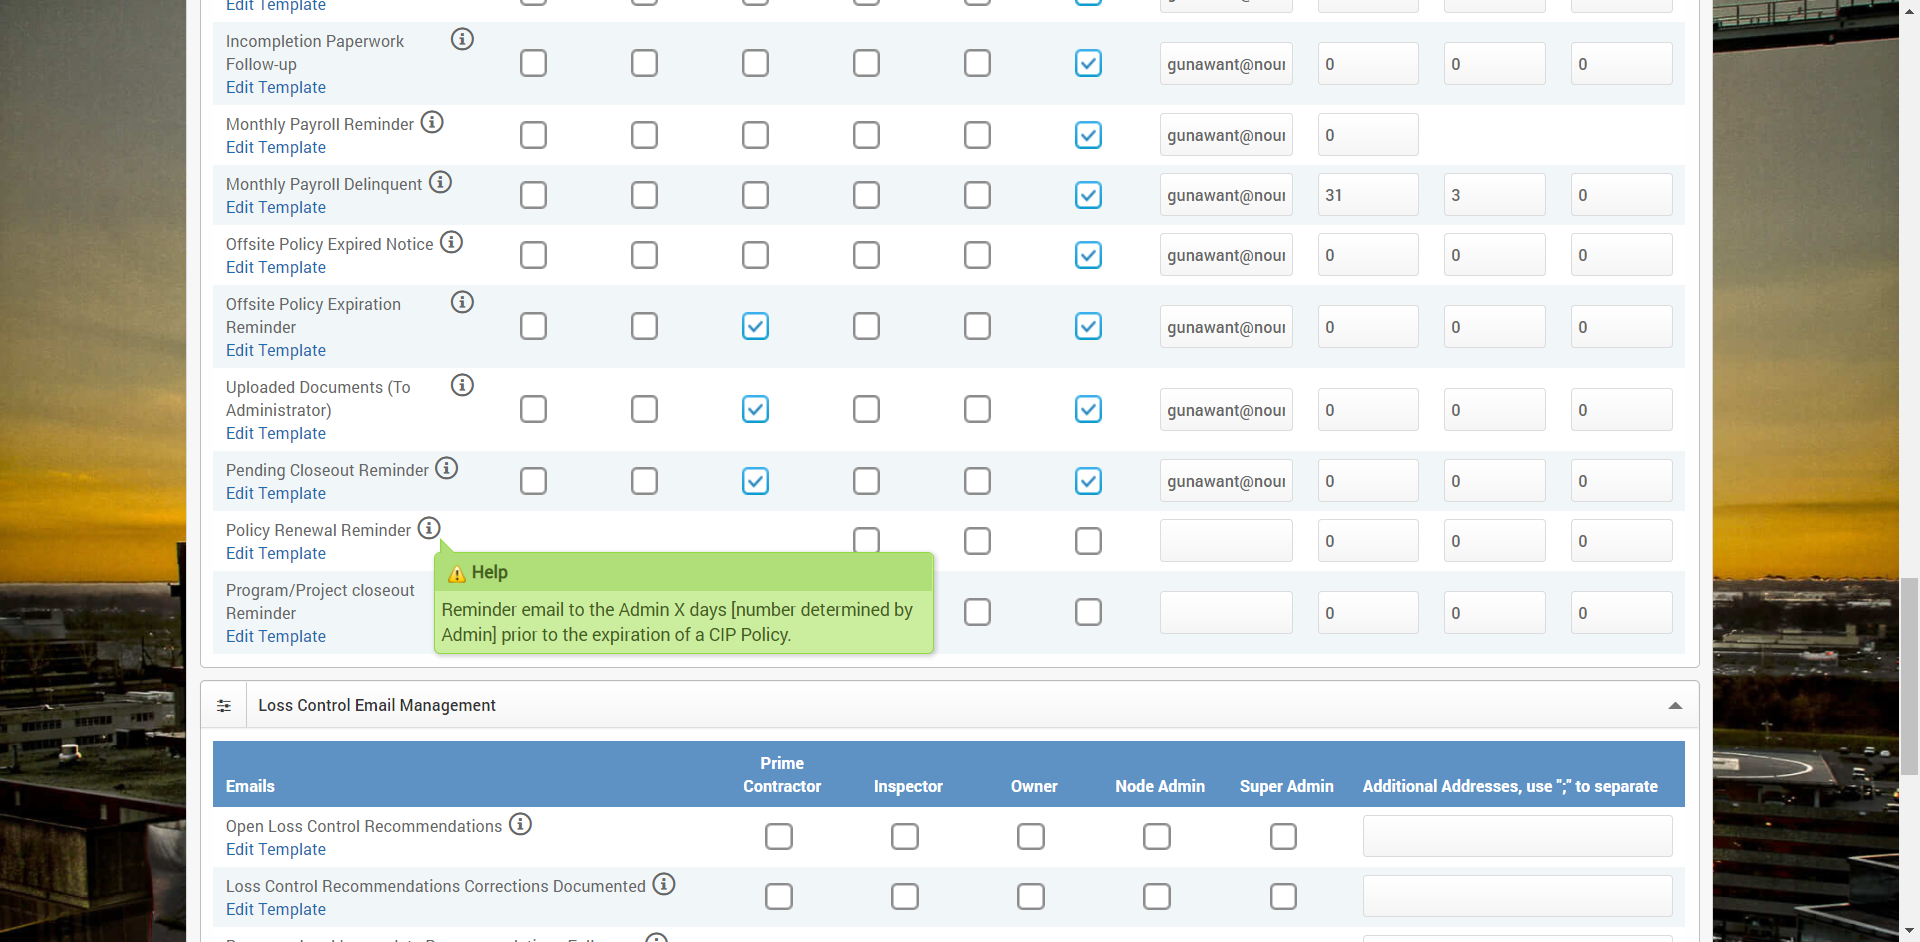 Edit Template
Incompletion Paperwork
Follow-up
Edit Template
gunawant@nour 0 0 0
Monthly Payroll Reminder
Edit Template
gunawant@nour 0
Monthly Payroll Delinquent
Edit Template
gunawant@nour 31 3 0
Offsite Policy Expired Notice
Edit Template
gunawant@nour 0 0 0
Offsite Policy Expiration
Reminder
Edit Template
gunawant@nour 0 0 0
Uploaded Documents (To
Administrator)
Edit Template
gunawant@nour 0 0 0
Pending Closeout Reminder
Edit Template
gunawant@nour 0 0 0
Policy Renewal Reminder
Edit Template
0 0 0
Program/Project closeout
Reminder
Edit Template
0 0 0
Help
Reminder email to the Admin X days [number determined by
Admin] prior to the expiration of a CIP Policy.
Loss Control Email Management
Emails Prime Contractor Inspector Owner Node Admin Super Admin Additional Addresses, use ";" to separate
Open Loss Control Recommendations
Edit Template
Loss Control Recommendations Corrections Documented
Edit Template